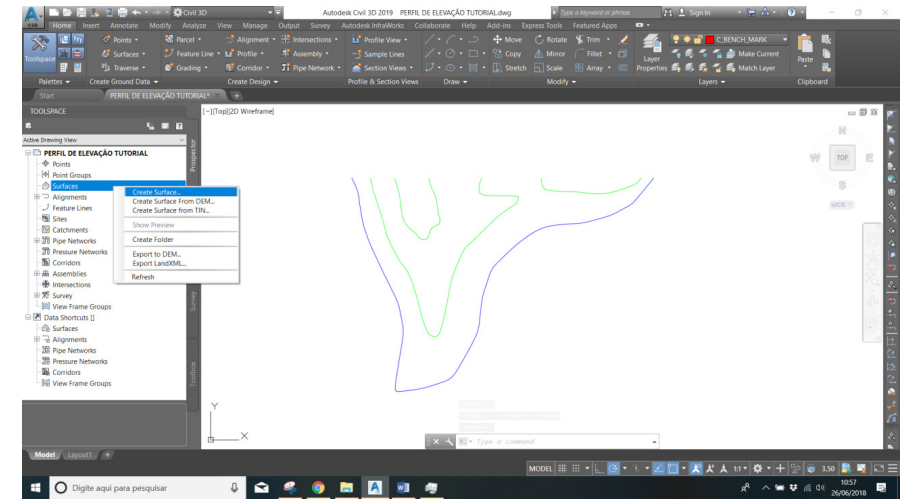 Civil 3D
Autodesk Civil 3D 2019 PERFIL DE ELEVAÇÃO TUTORIAL.dwg
Type a keyword or phrase
Sign In
Home Insert Annotate Modify Analyze View Manage Output Survey Autodesk InfraWorks Collaborate Help Add-ins Express Tools Featured Apps
Toolspace
Points Parcel Alignment Intersections Profile View Move Rotate Trim C_BENCH_MARK
Surfaces Feature Line Profile Assembly Sample Lines Copy Mirror Fillet Make Current
Traverse Grading Corridor Pipe Network Section Views Stretch Scale Array Layer Properties Match Layer Paste
Palettes Create Ground Data Create Design Profile & Section Views Draw Modify Layers Clipboard
Start PERFIL DE ELEVAÇÃO TUTORIAL*
TOOLSPACE
[−][Top][2D Wireframe]
Active Drawing View
PERFIL DE ELEVAÇÃO TUTORIAL
Points
Point Groups
Surfaces
Alignments
Feature Lines
Sites
Catchments
Pipe Networks
Pressure Networks
Corridors
Assemblies
Intersections
Survey
View Frame Groups
Data Shortcuts []
Surfaces
Alignments
Pipe Networks
Pressure Networks
Corridors
View Frame Groups
Create Surface...
Create Surface From DEM...
Create Surface from TIN...
Show Preview
Create Folder
Export to DEM...
Export LandXML...
Refresh
Prospector
Survey
Toolbox
N
W TOP E
S
WCS
Y
X
Type a command
Model Layout1 +
MODEL 1:1 3.50
Digite aqui para pesquisar
10:57
26/06/2018